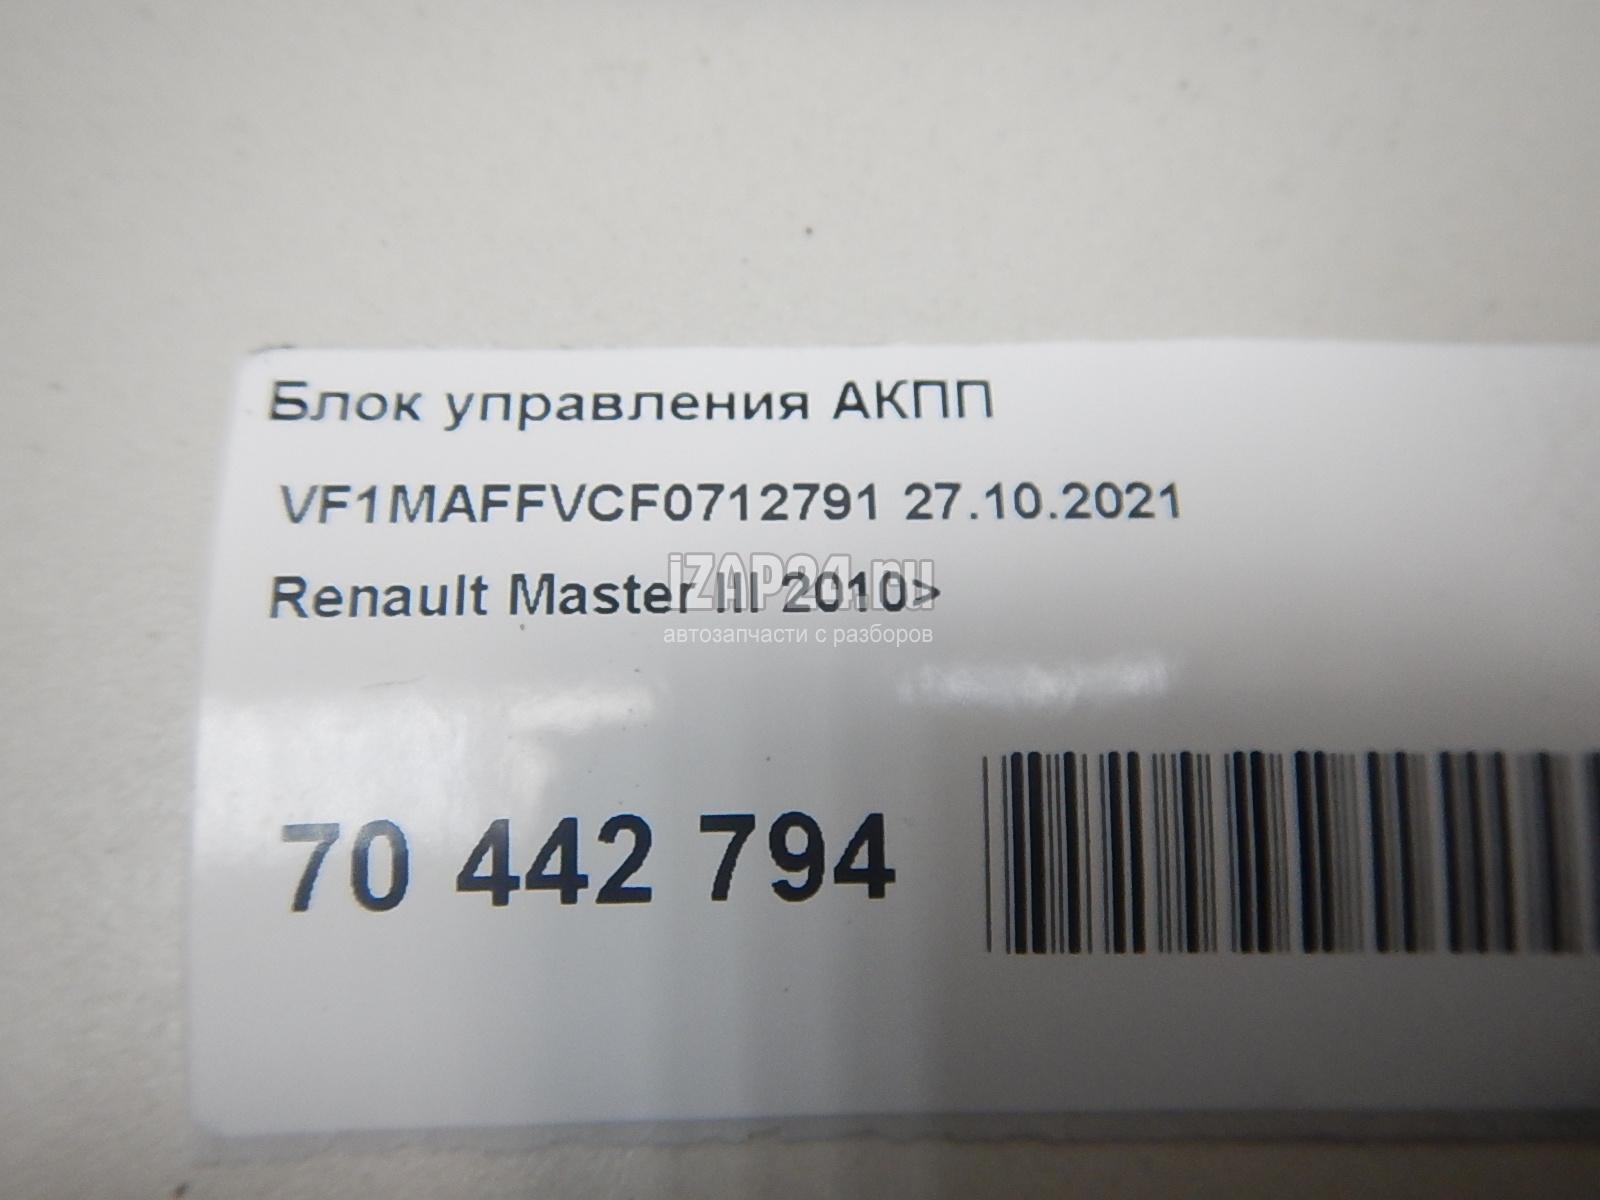 Блок управления АКПП
VF1MAFFVCF0712791 27.10.2021
Renault Master III 2010>
iZAP24.ru
автозапчасти с разборов
70 442 794